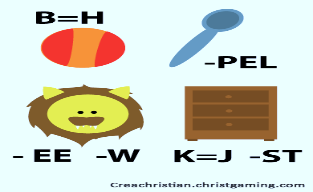 B=H
-PEL
- EE -W K=J -ST
Creachristian.christgaming.com